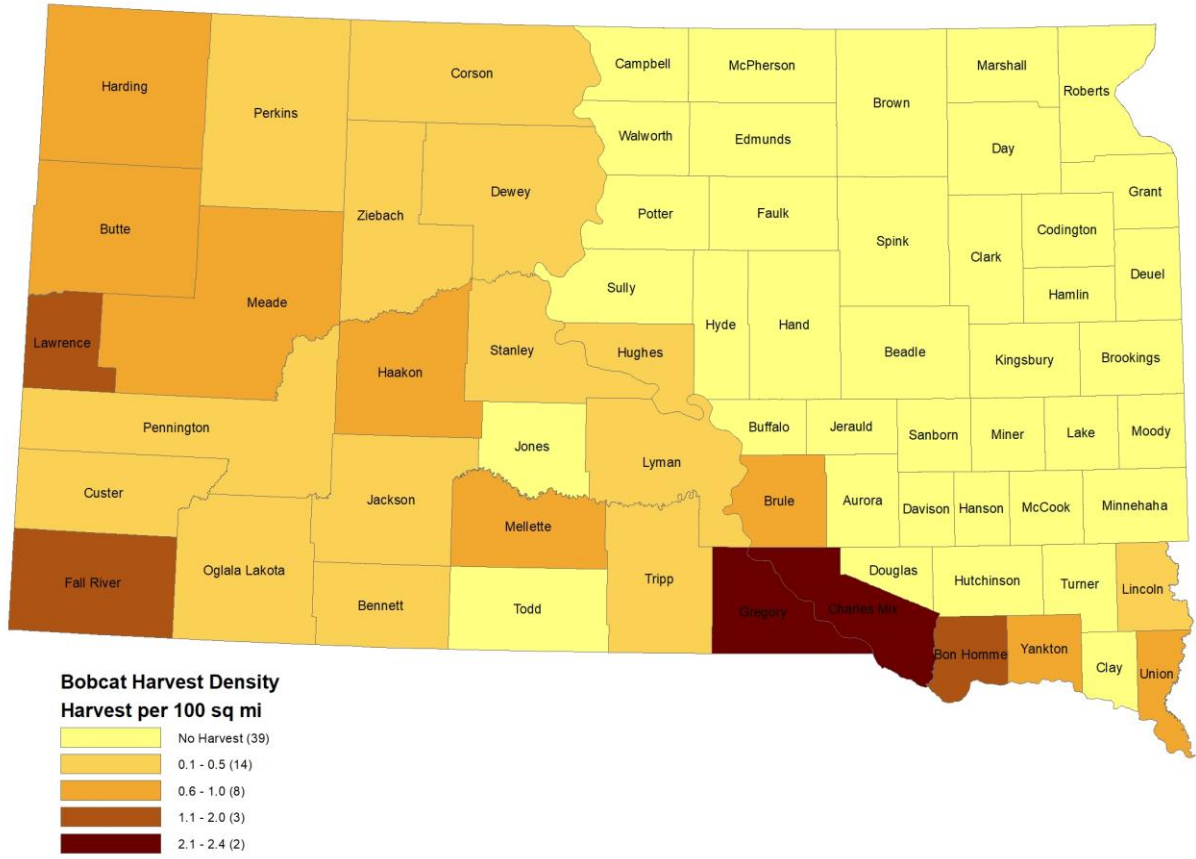 Harding
Perkins
Corson
Campbell
McPherson
Brown
Marshall
Roberts
Walworth
Edmunds
Day
Ziebach
Dewey
Potter
Faulk
Spink
Clark
Codington
Grant
Butte
Meade
Sully
Hyde
Hand
Hamlin
Deuel
Lawrence
Haakon
Stanley
Hughes
Beadle
Kingsbury
Brookings
Pennington
Jones
Lyman
Buffalo
Jerauld
Sanborn
Miner
Lake
Moody
Custer
Jackson
Mellette
Brule
Aurora
Davison
Hanson
McCook
Minnehaha
Fall River
Oglala Lakota
Bennett
Todd
Tripp
Gregory
Charles Mix
Douglas
Hutchinson
Turner
Lincoln
Bon Homme
Yankton
Clay
Union
Bobcat Harvest Density
Harvest per 100 sq mi
No Harvest (39)
0.1 - 0.5 (14)
0.6 - 1.0 (8)
1.1 - 2.0 (3)
2.1 - 2.4 (2)